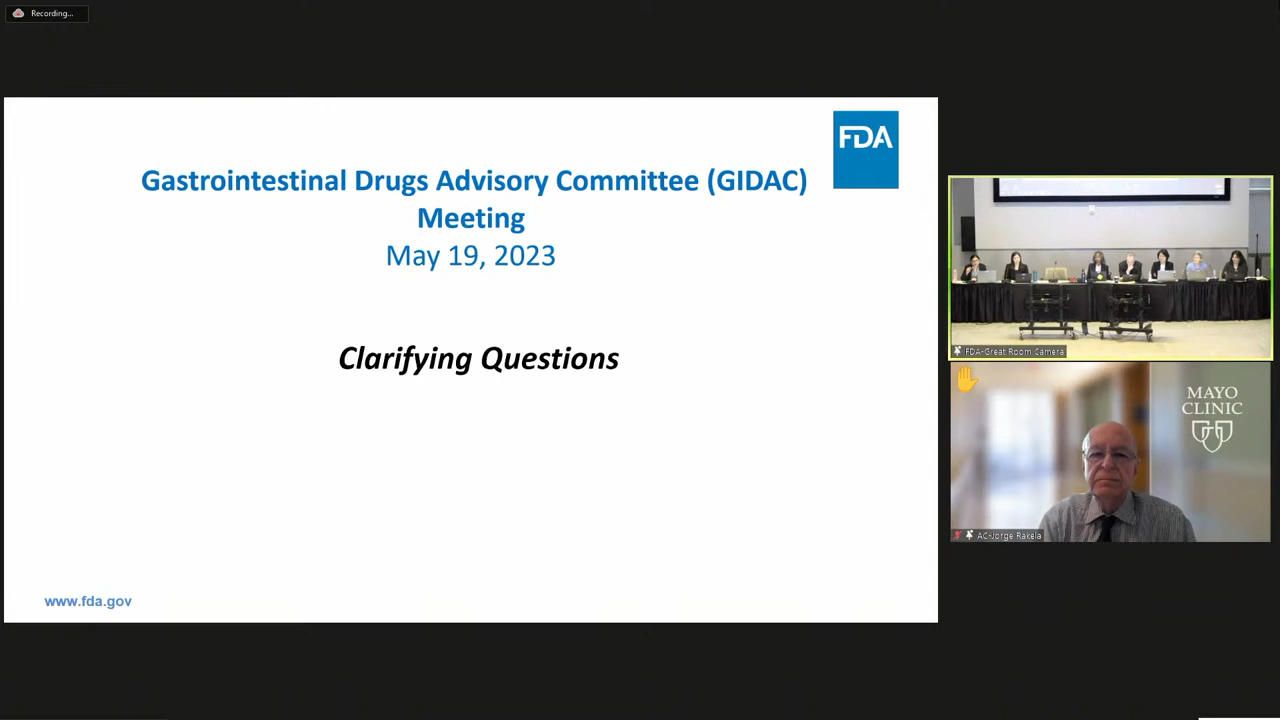 Recording...
FDA
Gastrointestinal Drugs Advisory Committee (GIDAC)
Meeting
May 19, 2023
Clarifying Questions
www.fda.gov
FDA-Great Room Camera
MAYO
CLINIC
AC-Jorge Rakela